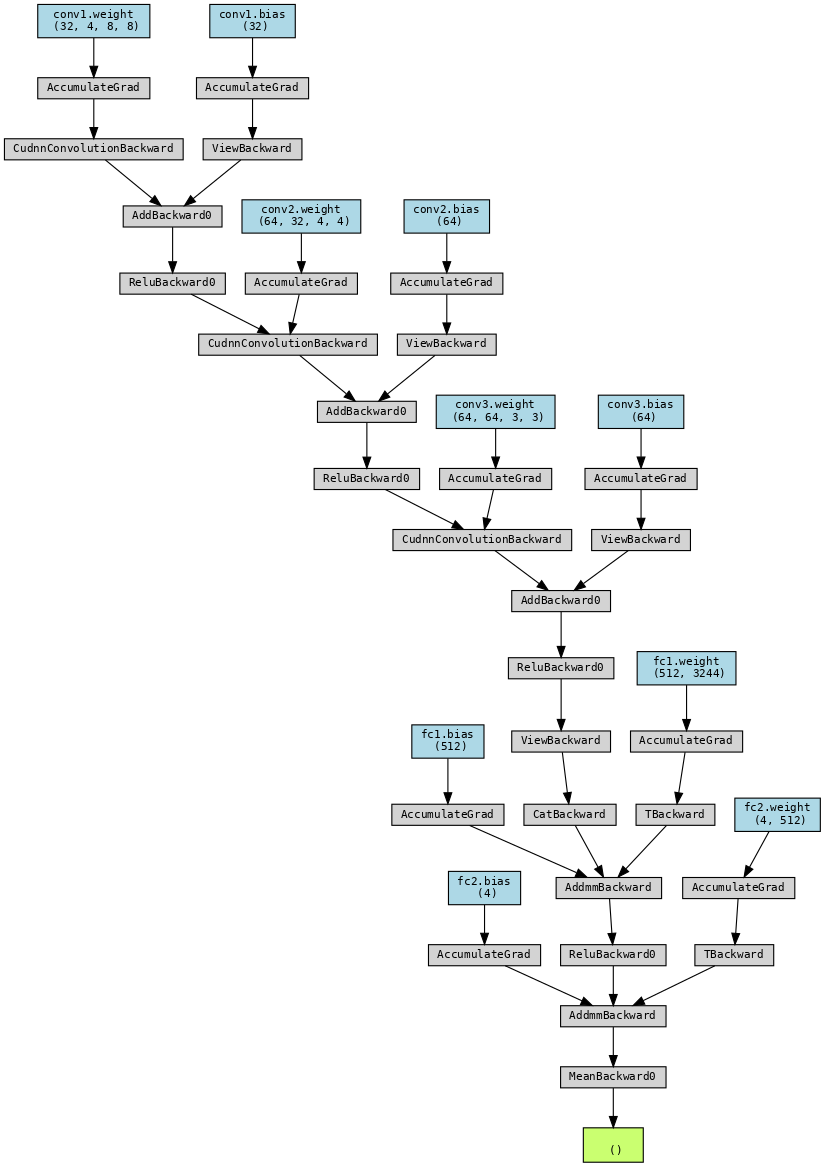 conv1.weight
(32, 4, 8, 8)
conv1.bias
(32)
AccumulateGrad
AccumulateGrad
CudnnConvolutionBackward
ViewBackward
AddBackward0
conv2.weight
(64, 32, 4, 4)
conv2.bias
(64)
ReluBackward0
AccumulateGrad
AccumulateGrad
CudnnConvolutionBackward
ViewBackward
AddBackward0
conv3.weight
(64, 64, 3, 3)
conv3.bias
(64)
ReluBackward0
AccumulateGrad
AccumulateGrad
CudnnConvolutionBackward
ViewBackward
AddBackward0
ReluBackward0
fc1.weight
(512, 3244)
fc1.bias
(512)
ViewBackward
AccumulateGrad
AccumulateGrad
CatBackward
TBackward
fc2.weight
(4, 512)
fc2.bias
(4)
AddmmBackward
AccumulateGrad
AccumulateGrad
ReluBackward0
TBackward
AddmmBackward
MeanBackward0
()